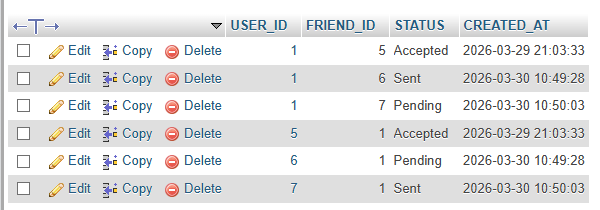 USER_ID FRIEND_ID STATUS CREATED_AT
Edit Copy Delete 1 5 Accepted 2026-03-29 21:03:33
Edit Copy Delete 1 6 Sent 2026-03-30 10:49:28
Edit Copy Delete 1 7 Pending 2026-03-30 10:50:03
Edit Copy Delete 5 1 Accepted 2026-03-29 21:03:33
Edit Copy Delete 6 1 Pending 2026-03-30 10:49:28
Edit Copy Delete 7 1 Sent 2026-03-30 10:50:03